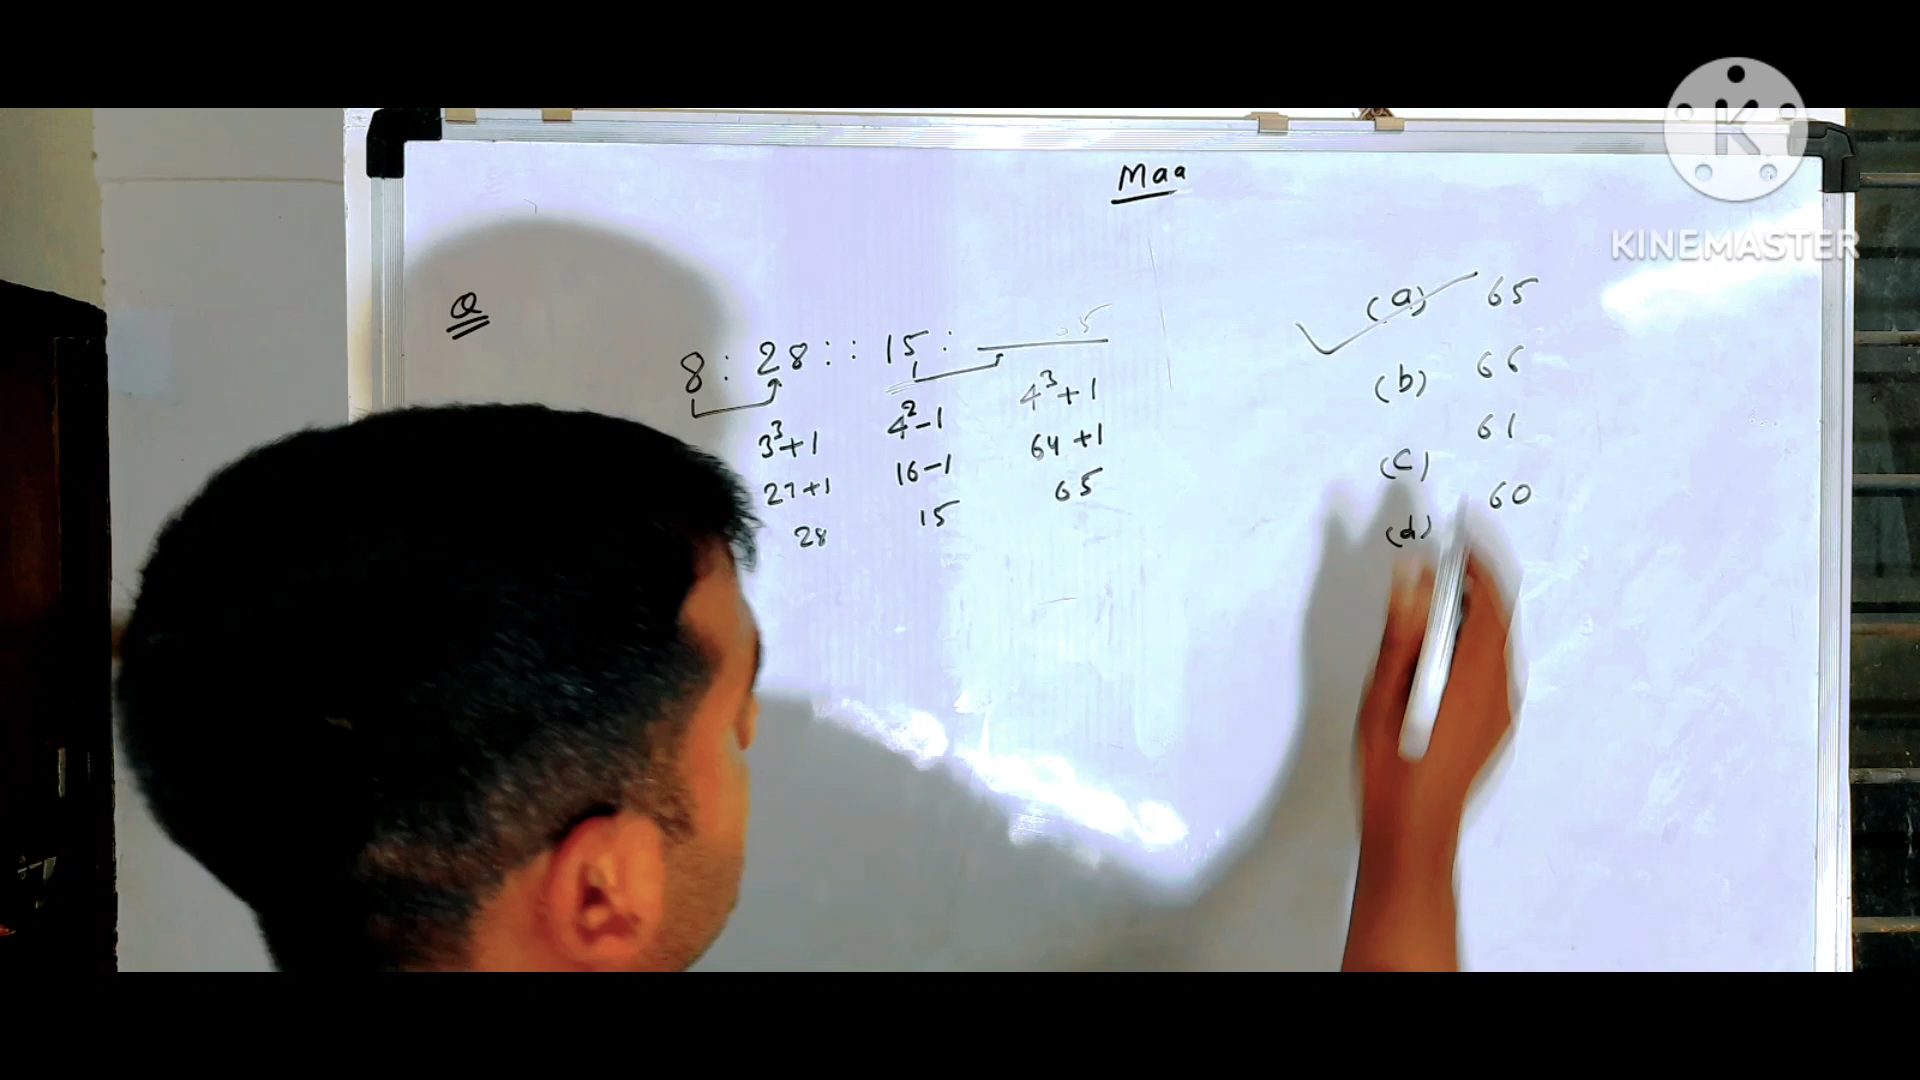 Maa
Q
8 : 28 : : 15 :
3³+1
27+1
28
4²-1
16-1
15
4³+1
64+1
65
(a) 65
(b) 66
(c) 61
(d) 60
K
KINEMASTER